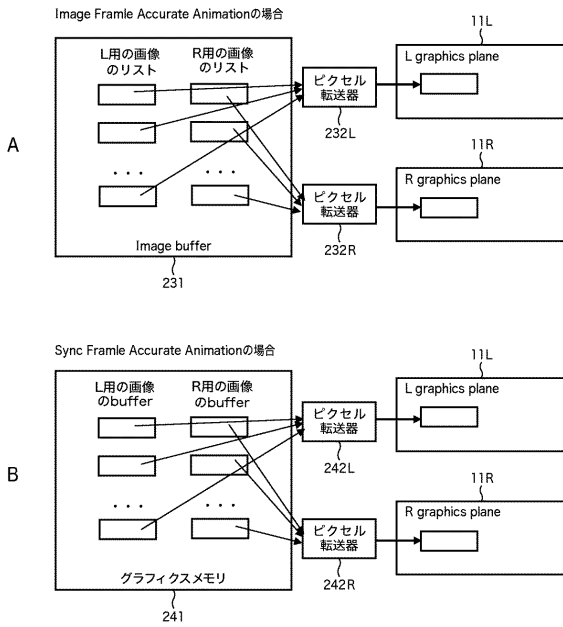 Image Framle Accurate Animationの場合
11L
L用の画像
のリスト
R用の画像
のリスト
ピクセル
転送器
L graphics plane
232L
A
11R
R graphics plane
・・・
・・・
ピクセル
転送器
Image buffer
232R
231
Sync Framle Accurate Animationの場合
11L
L用の画像
のbuffer
R用の画像
のbuffer
ピクセル
転送器
L graphics plane
242L
B
11R
R graphics plane
・・・
・・・
ピクセル
転送器
グラフィクスメモリ
242R
241